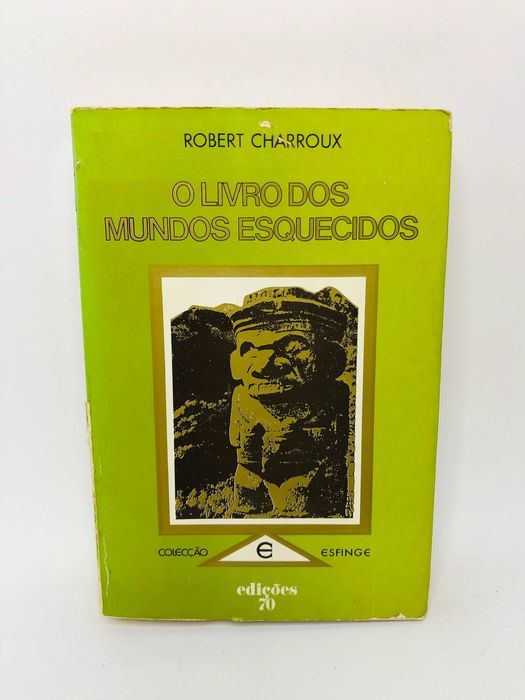 ROBERT CHARROUX
O LIVRO DOS
MUNDOS ESQUECIDOS
COLECÇÃO E ESFINGE
edições
70